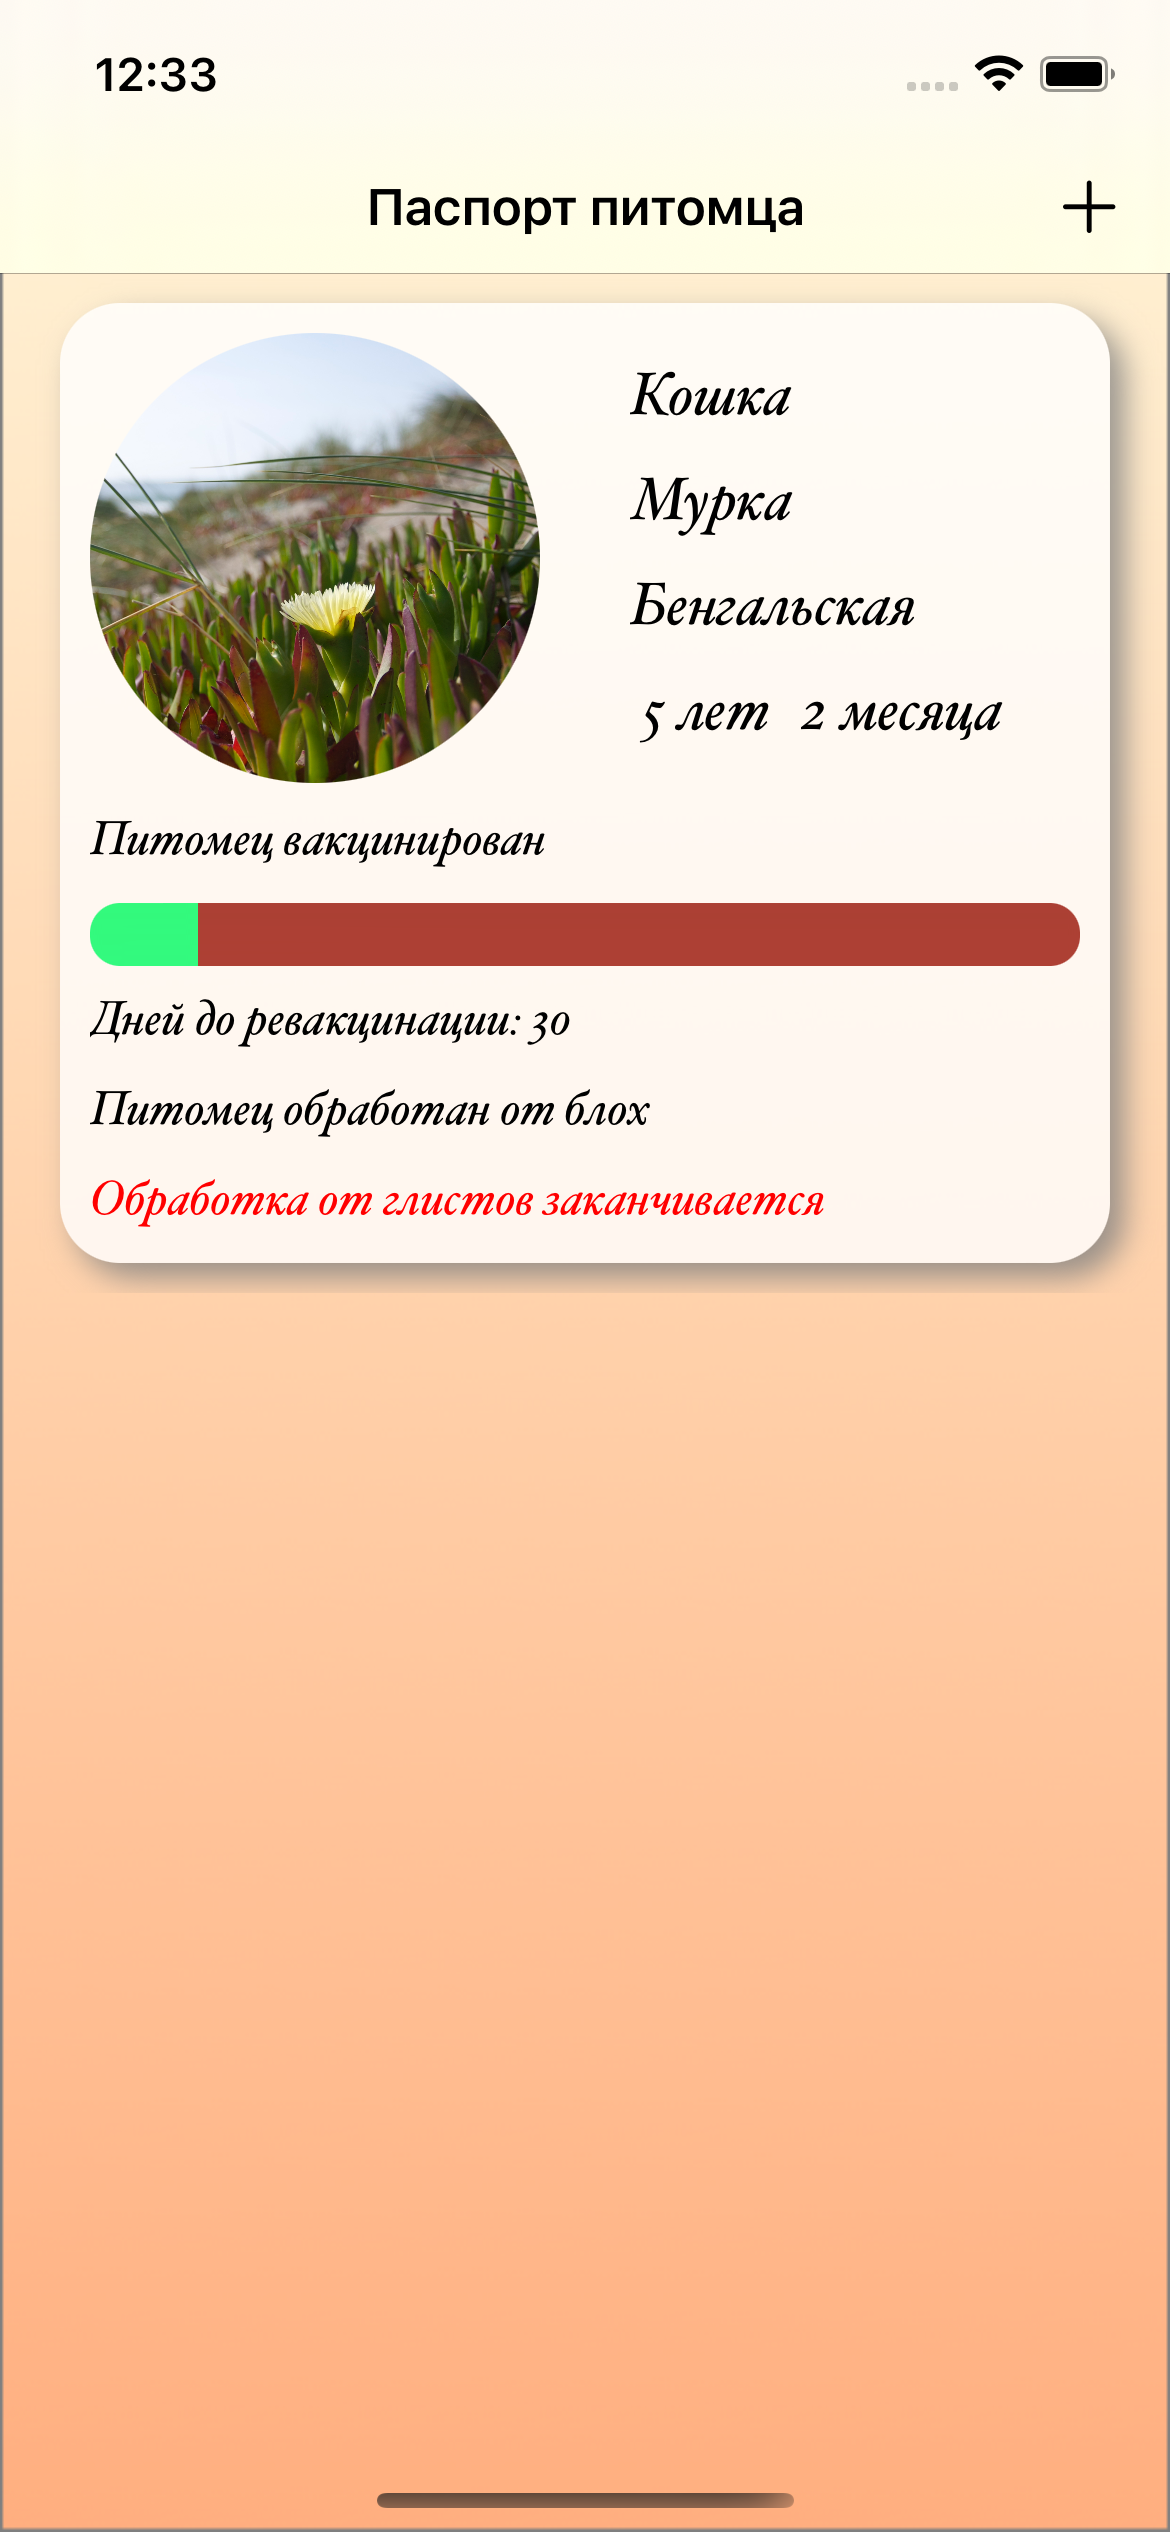 12:33
Паспорт питомца
Кошка
Мурка
Бенгальская
5 лет 2 месяца
Питомец вакцинирован
Дней до ревакцинации: 30
Питомец обработан от блох
Обработка от глистов заканчивается